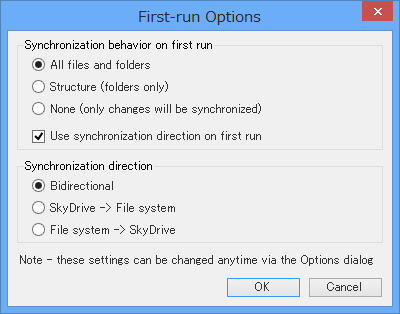 First-run Options
Synchronization behavior on first run
All files and folders
Structure (folders only)
None (only changes will be synchronized)
Use synchronization direction on first run
Synchronization direction
Bidirectional
SkyDrive -> File system
File system -> SkyDrive
Note - these settings can be changed anytime via the Options dialog
OK Cancel